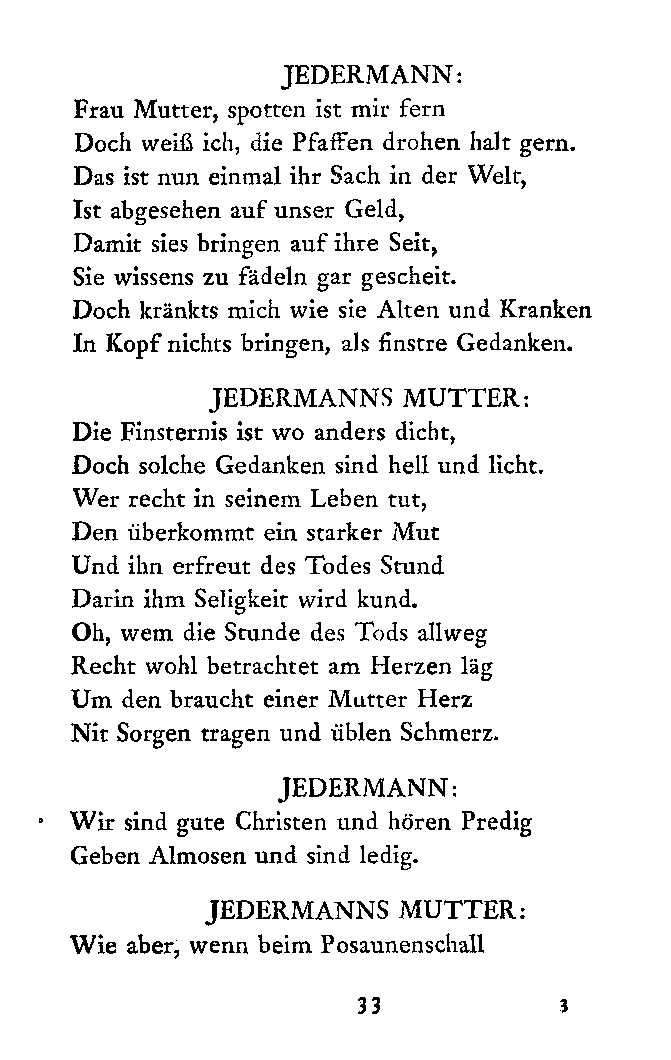 JEDERMANN:
Frau Mutter, spotten ist mir fern
Doch weiß ich, die Pfaffen drohen halt gern.
Das ist nun einmal ihr Sach in der Welt,
Ist abgesehen auf unser Geld,
Damit sies bringen auf ihre Seit,
Sie wissens zu fädeln gar gescheit.
Doch kränkts mich wie sie Alten und Kranken
In Kopf nichts bringen, als finstre Gedanken.
JEDERMANNS MUTTER:
Die Finsternis ist wo anders dicht,
Doch solche Gedanken sind hell und licht.
Wer recht in seinem Leben tut,
Den überkommt ein starker Mut
Und ihn erfreut des Todes Stund
Darin ihm Seligkeit wird kund.
Oh, wem die Stunde des Tods allweg
Recht wohl betrachtet am Herzen läg
Um den braucht einer Mutter Herz
Nit Sorgen tragen und üblen Schmerz.
JEDERMANN:
Wir sind gute Christen und hören Predig
Geben Almosen und sind ledig.
JEDERMANNS MUTTER:
Wie aber, wenn beim Posaunenschall
33 3